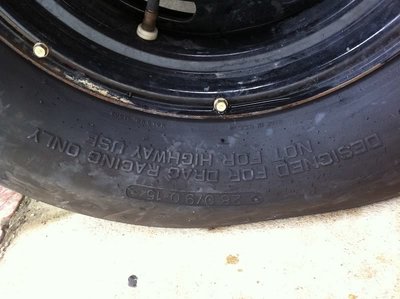 DESIGNED FOR DRAG RACING ONLY
NOT FOR HIGHWAY USE
28.0/9.0-15